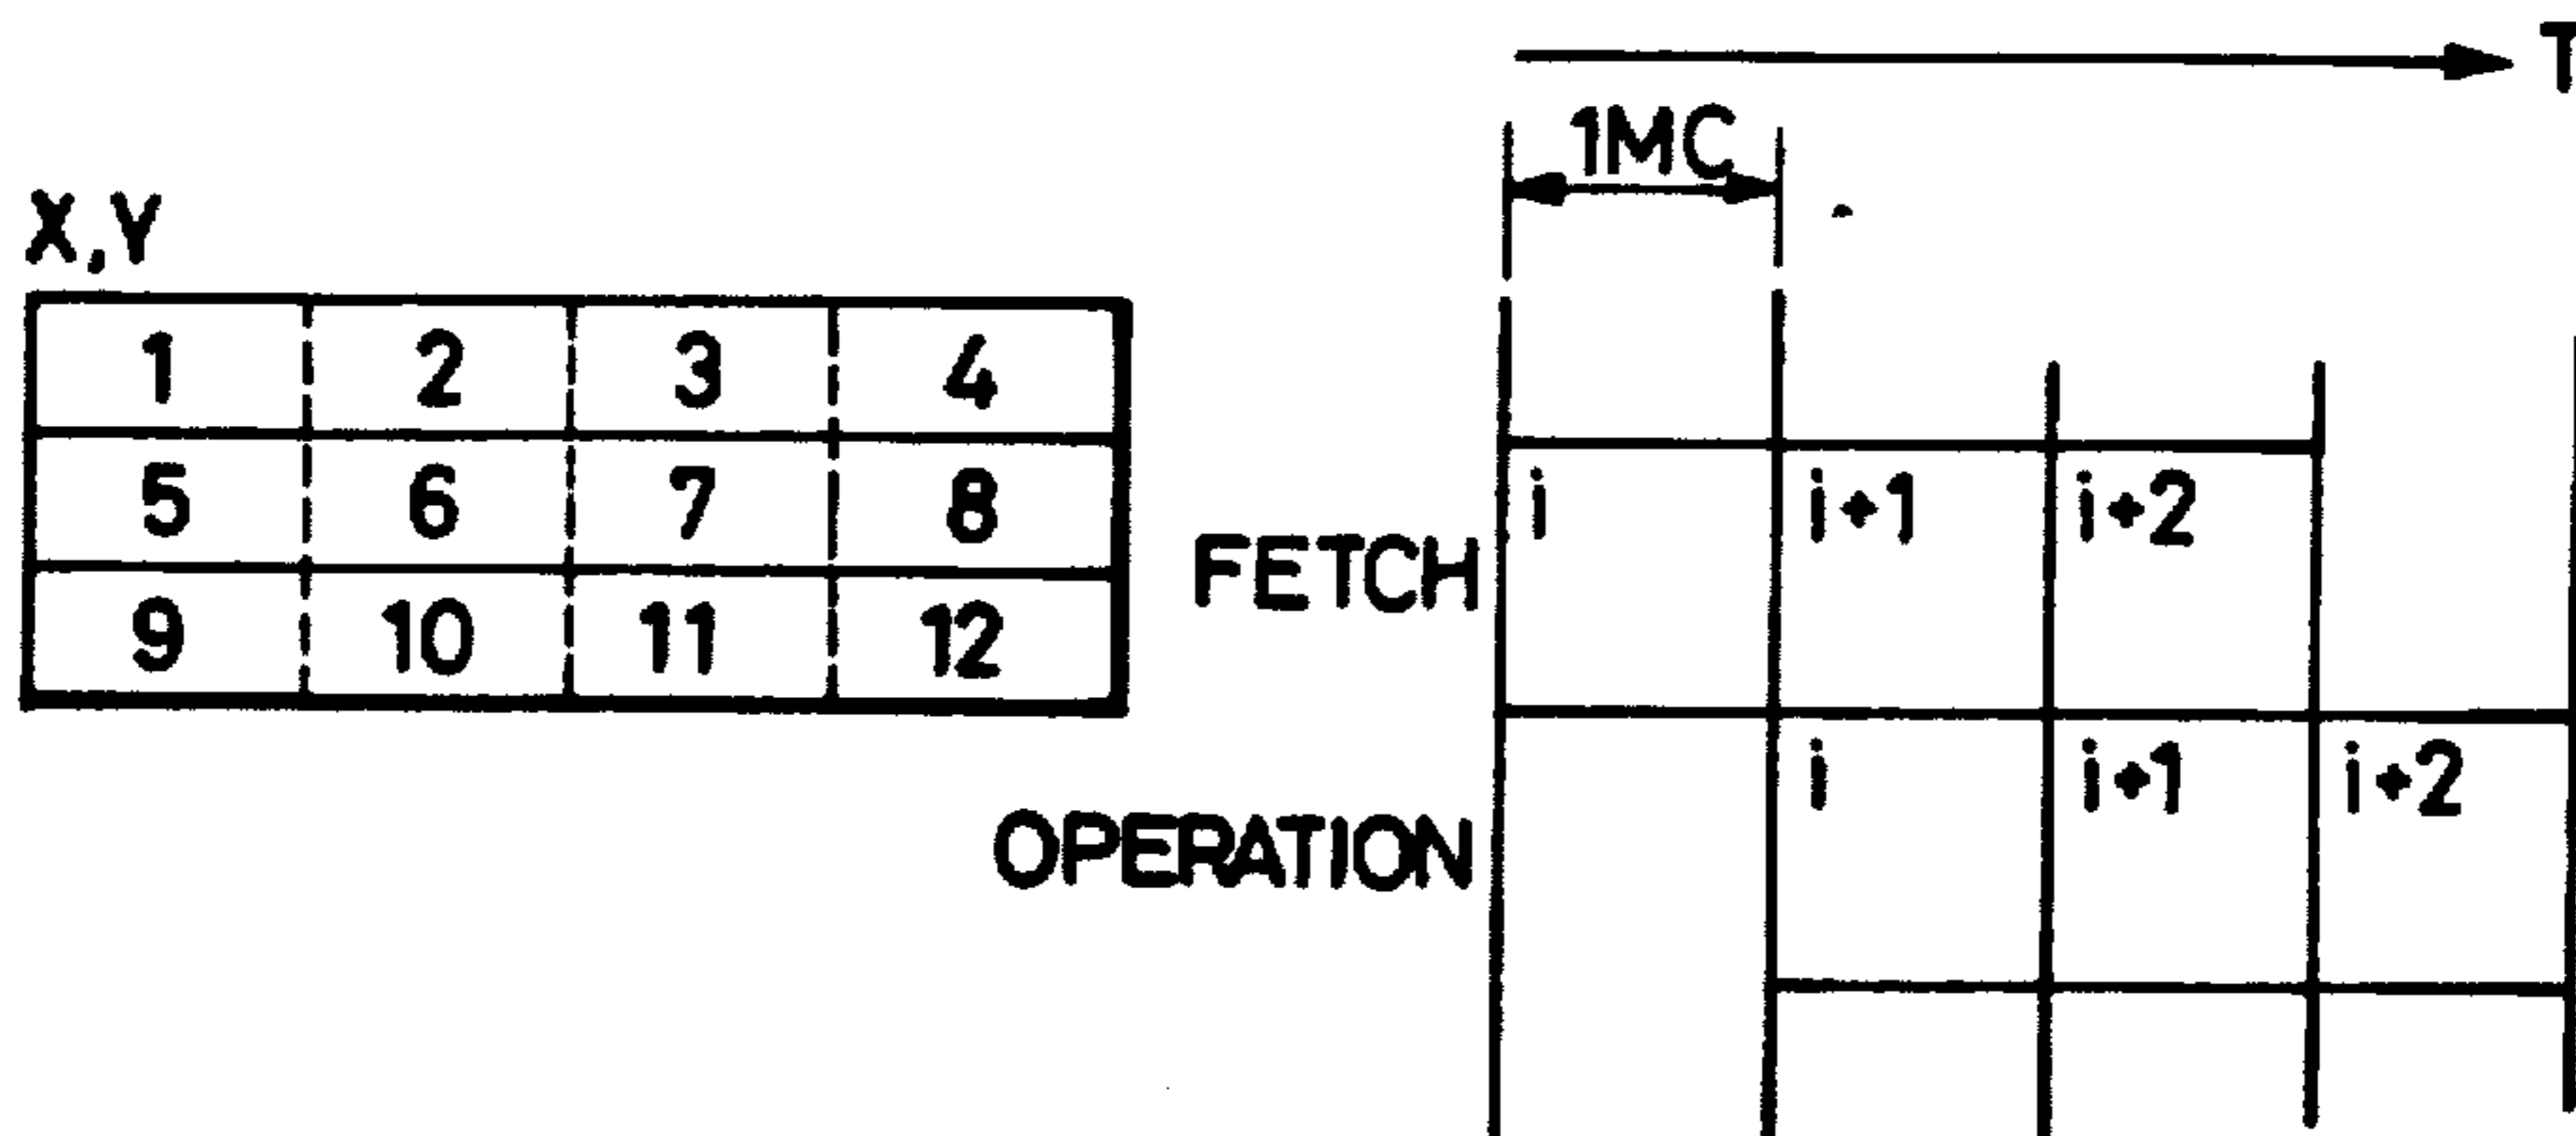 T
1MC
X,Y
1 2 3 4
5 6 7 8
9 10 11 12
FETCH i i+1 i+2
OPERATION i i+1 i+2